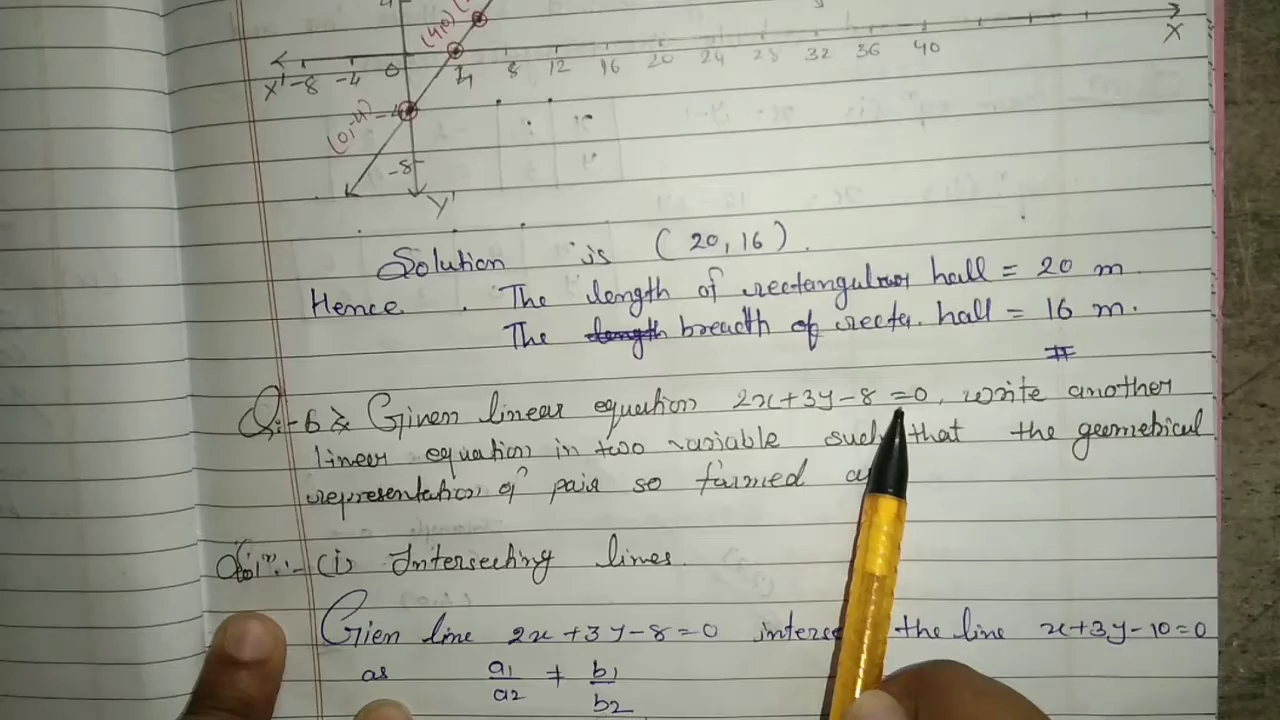 4
(4,0)
X' -8 -4 0 4 8 12 16 20 24 28 32 36 40 X
(0,-4) -4
-8
Y'
Solution is (20,16).
Hence. The length of rectangular hall = 20 m.
The length breadth of recta. hall = 16 m.
Q:-6 Given linear equation 2x+3y-8=0, write another
linear equation in two variable such that the geometrical
representation of pair so formed
Soln:- (i) Intersecting lines.
Gien line 2x+3y-8=0 the line x+3y-10=0
as a1/a2 ≠ b1/b2